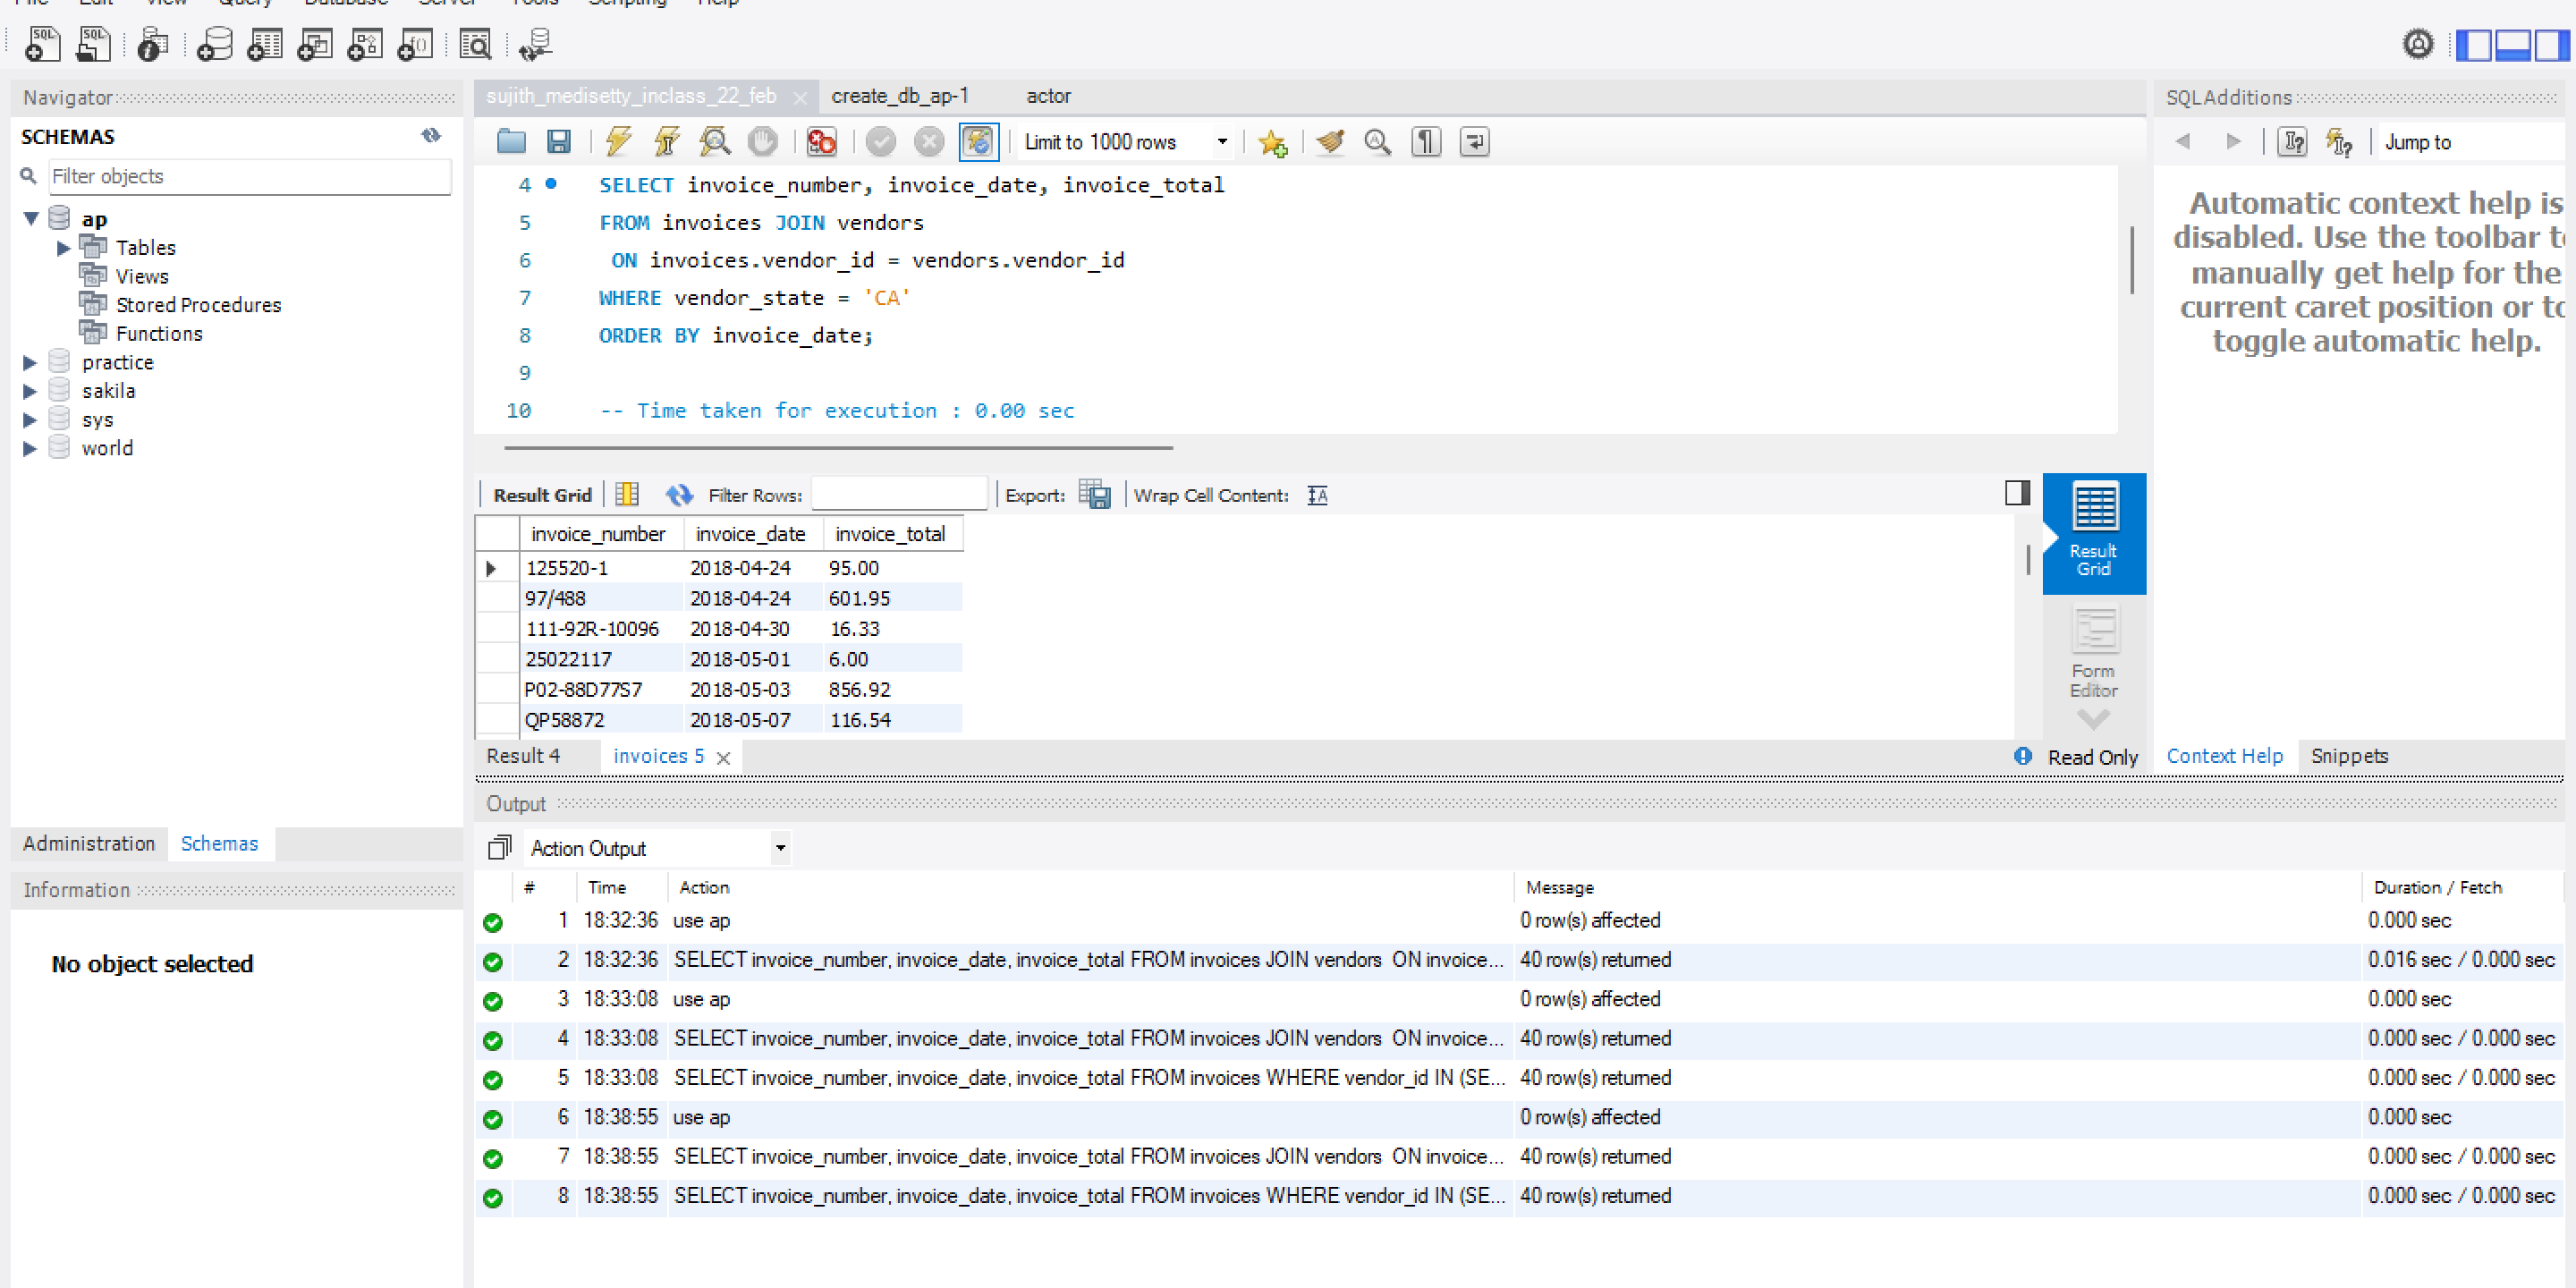 File Edit View Query Database Server Tools Scripting Help
Navigator
SCHEMAS
Filter objects
ap
Tables
Views
Stored Procedures
Functions
practice
sakila
sys
world
Administration Schemas
Information
No object selected
sujith_medisetty_inclass_22_feb create_db_ap-1 actor
Limit to 1000 rows
4 SELECT invoice_number, invoice_date, invoice_total
5 FROM invoices JOIN vendors
6 ON invoices.vendor_id = vendors.vendor_id
7 WHERE vendor_state = 'CA'
8 ORDER BY invoice_date;
9
10 -- Time taken for execution : 0.00 sec
Result Grid Filter Rows: Export: Wrap Cell Content:
invoice_number invoice_date invoice_total
125520-1 2018-04-24 95.00
97/488 2018-04-24 601.95
111-92R-10096 2018-04-30 16.33
25022117 2018-05-01 6.00
P02-88D77S7 2018-05-03 856.92
QP58872 2018-05-07 116.54
Result
Grid
Form
Editor
Result 4 invoices 5 Read Only
SQLAdditions
Jump to
Automatic context help is
disabled. Use the toolbar to
manually get help for the
current caret position or to
toggle automatic help.
Context Help Snippets
Output
Action Output
# Time Action Message Duration / Fetch
1 18:32:36 use ap 0 row(s) affected 0.000 sec
2 18:32:36 SELECT invoice_number, invoice_date, invoice_total FROM invoices JOIN vendors ON invoice... 40 row(s) returned 0.016 sec / 0.000 sec
3 18:33:08 use ap 0 row(s) affected 0.000 sec
4 18:33:08 SELECT invoice_number, invoice_date, invoice_total FROM invoices JOIN vendors ON invoice... 40 row(s) returned 0.000 sec / 0.000 sec
5 18:33:08 SELECT invoice_number, invoice_date, invoice_total FROM invoices WHERE vendor_id IN (SE... 40 row(s) returned 0.000 sec / 0.000 sec
6 18:38:55 use ap 0 row(s) affected 0.000 sec
7 18:38:55 SELECT invoice_number, invoice_date, invoice_total FROM invoices JOIN vendors ON invoice... 40 row(s) returned 0.000 sec / 0.000 sec
8 18:38:55 SELECT invoice_number, invoice_date, invoice_total FROM invoices WHERE vendor_id IN (SE... 40 row(s) returned 0.000 sec / 0.000 sec